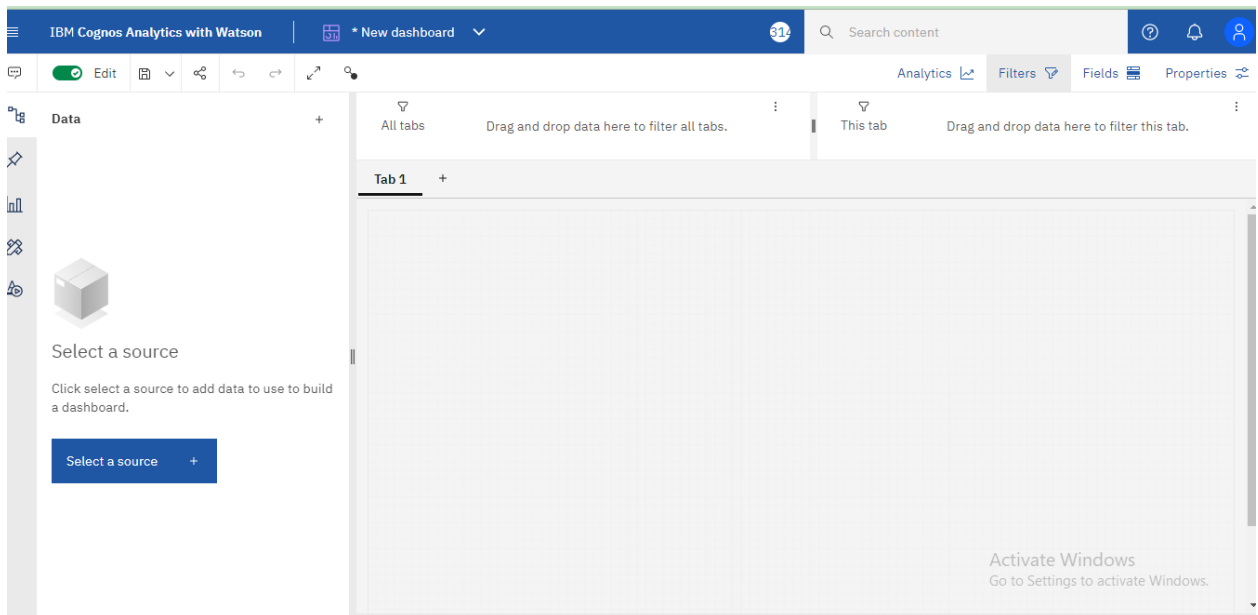 IBM Cognos Analytics with Watson
* New dashboard
314
Search content
Edit
Analytics
Filters
Fields
Properties
Data
All tabs
Drag and drop data here to filter all tabs.
This tab
Drag and drop data here to filter this tab.
Tab 1
Select a source
Click select a source to add data to use to build
a dashboard.
Select a source
Activate Windows
Go to Settings to activate Windows.